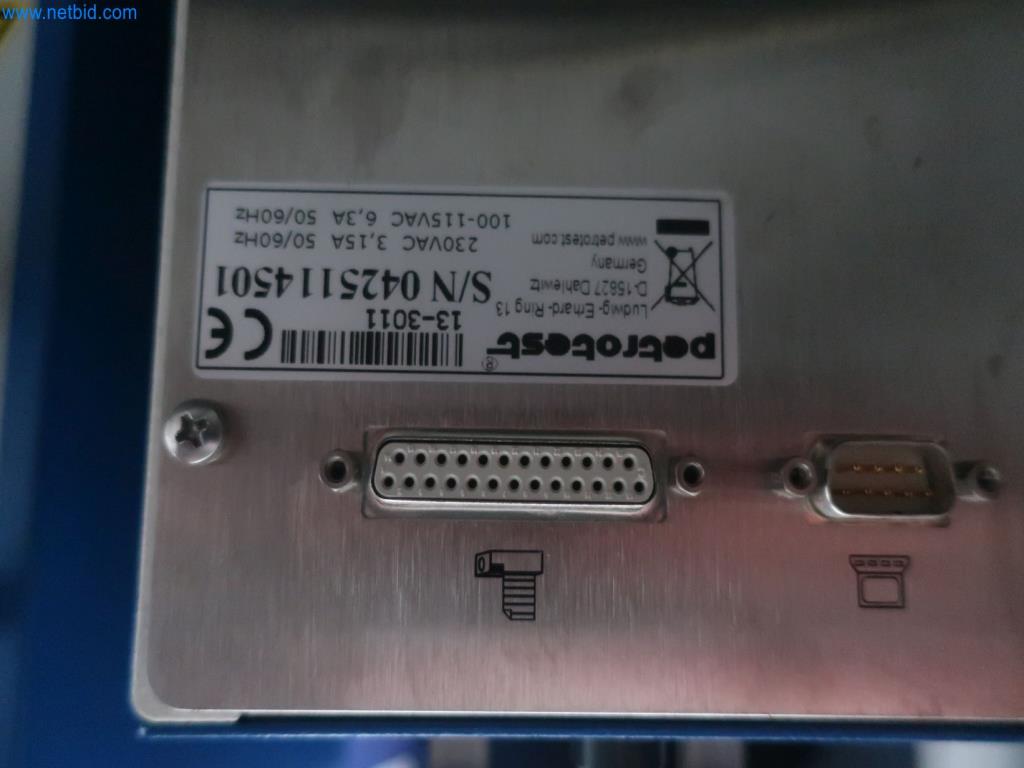 www.netbid.com
petrotest®
Ludwig-Erhard-Ring 13
D-15827 Dahlewitz
Germany
www.petrotest.com
13-3011
CE
S/N 0425114501
230VAC 3,15A 50/60Hz
100-115VAC 6,3A 50/60Hz